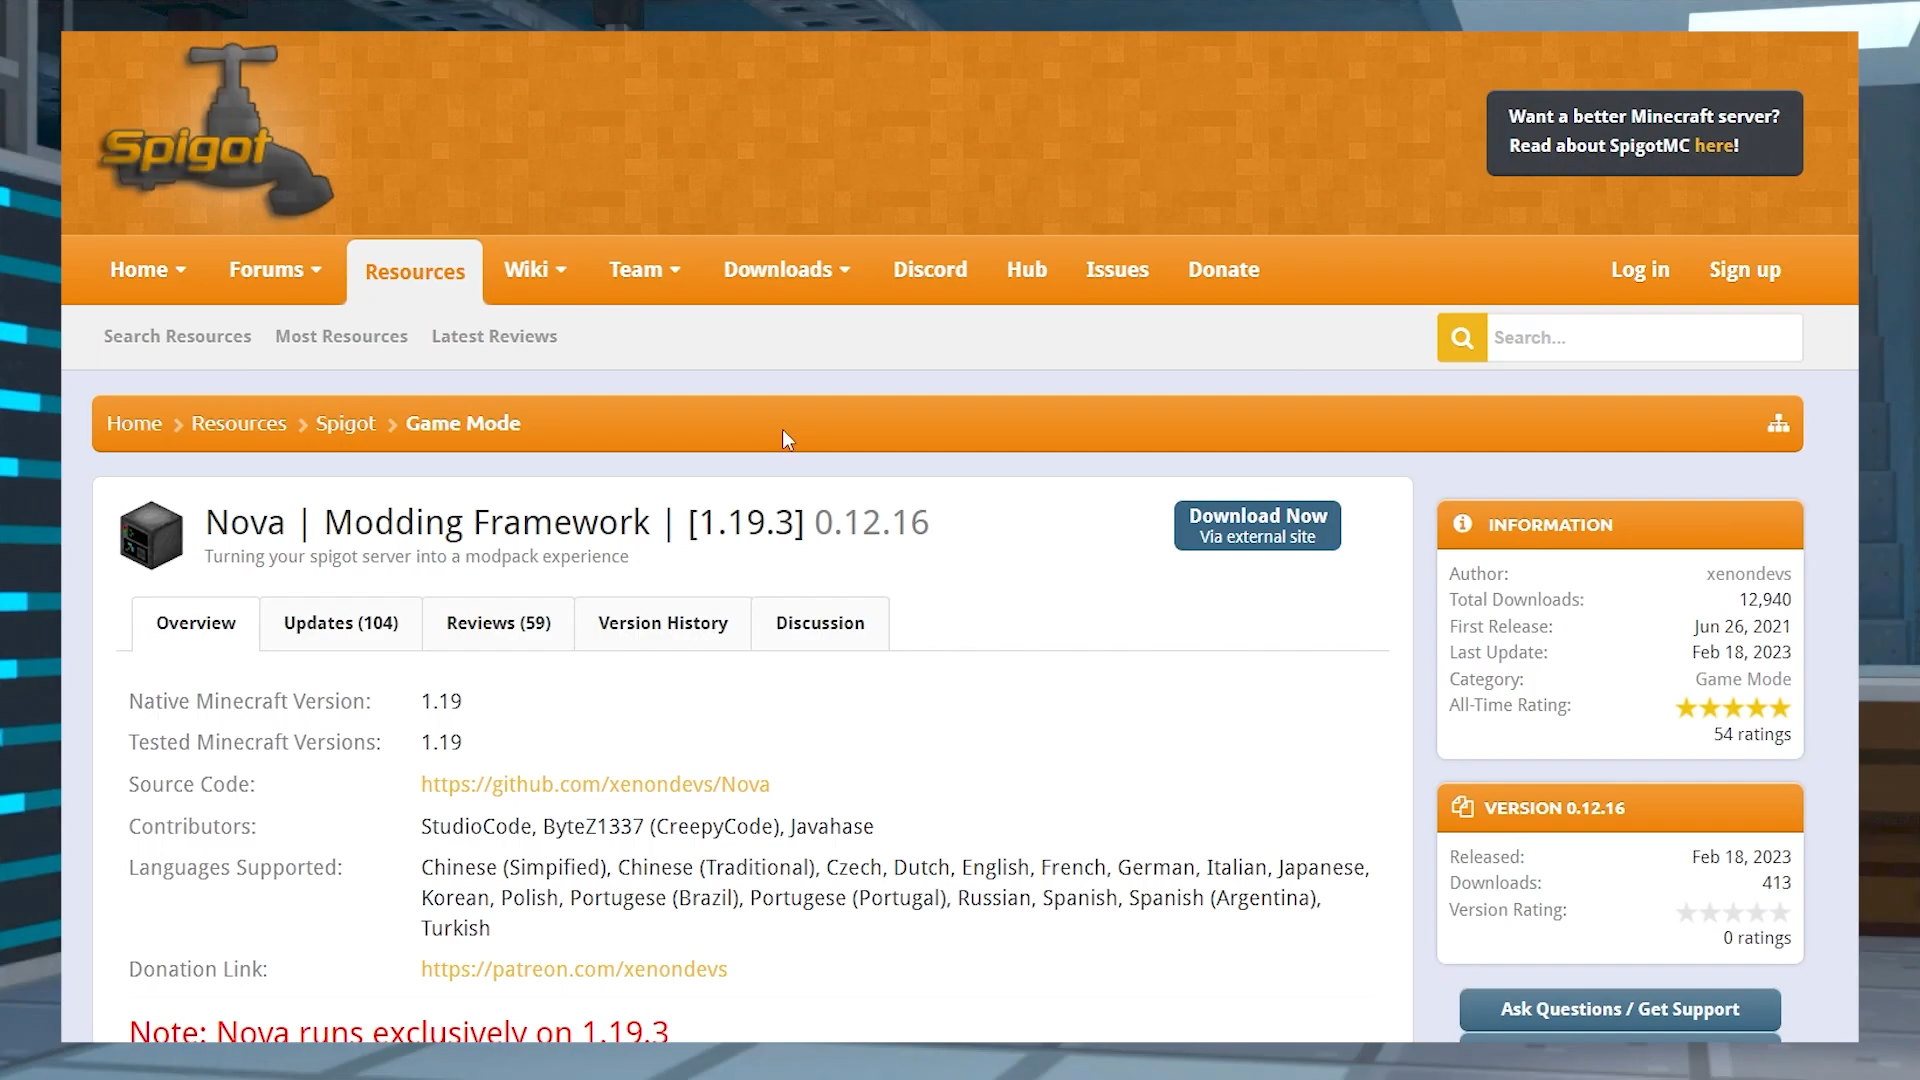 Spigot
Want a better Minecraft server?
Read about SpigotMC here!
Home Forums Resources Wiki Team Downloads Discord Hub Issues Donate Log in Sign up
Search Resources Most Resources Latest Reviews Search...
Home Resources Spigot Game Mode
Nova | Modding Framework | [1.19.3] 0.12.16
Turning your spigot server into a modpack experience
Download Now
Via external site
Overview Updates (104) Reviews (59) Version History Discussion
Native Minecraft Version: 1.19
Tested Minecraft Versions: 1.19
Source Code: https://github.com/xenondevs/Nova
Contributors: StudioCode, ByteZ1337 (CreepyCode), Javahase
Languages Supported: Chinese (Simpified), Chinese (Traditional), Czech, Dutch, English, French, German, Italian, Japanese,
Korean, Polish, Portugese (Brazil), Portugese (Portugal), Russian, Spanish, Spanish (Argentina),
Turkish
Donation Link: https://patreon.com/xenondevs
Note: Nova runs exclusively on 1.19.3
INFORMATION
Author: xenondevs
Total Downloads: 12,940
First Release: Jun 26, 2021
Last Update: Feb 18, 2023
Category: Game Mode
All-Time Rating:
54 ratings
VERSION 0.12.16
Released: Feb 18, 2023
Downloads: 413
Version Rating:
0 ratings
Ask Questions / Get Support